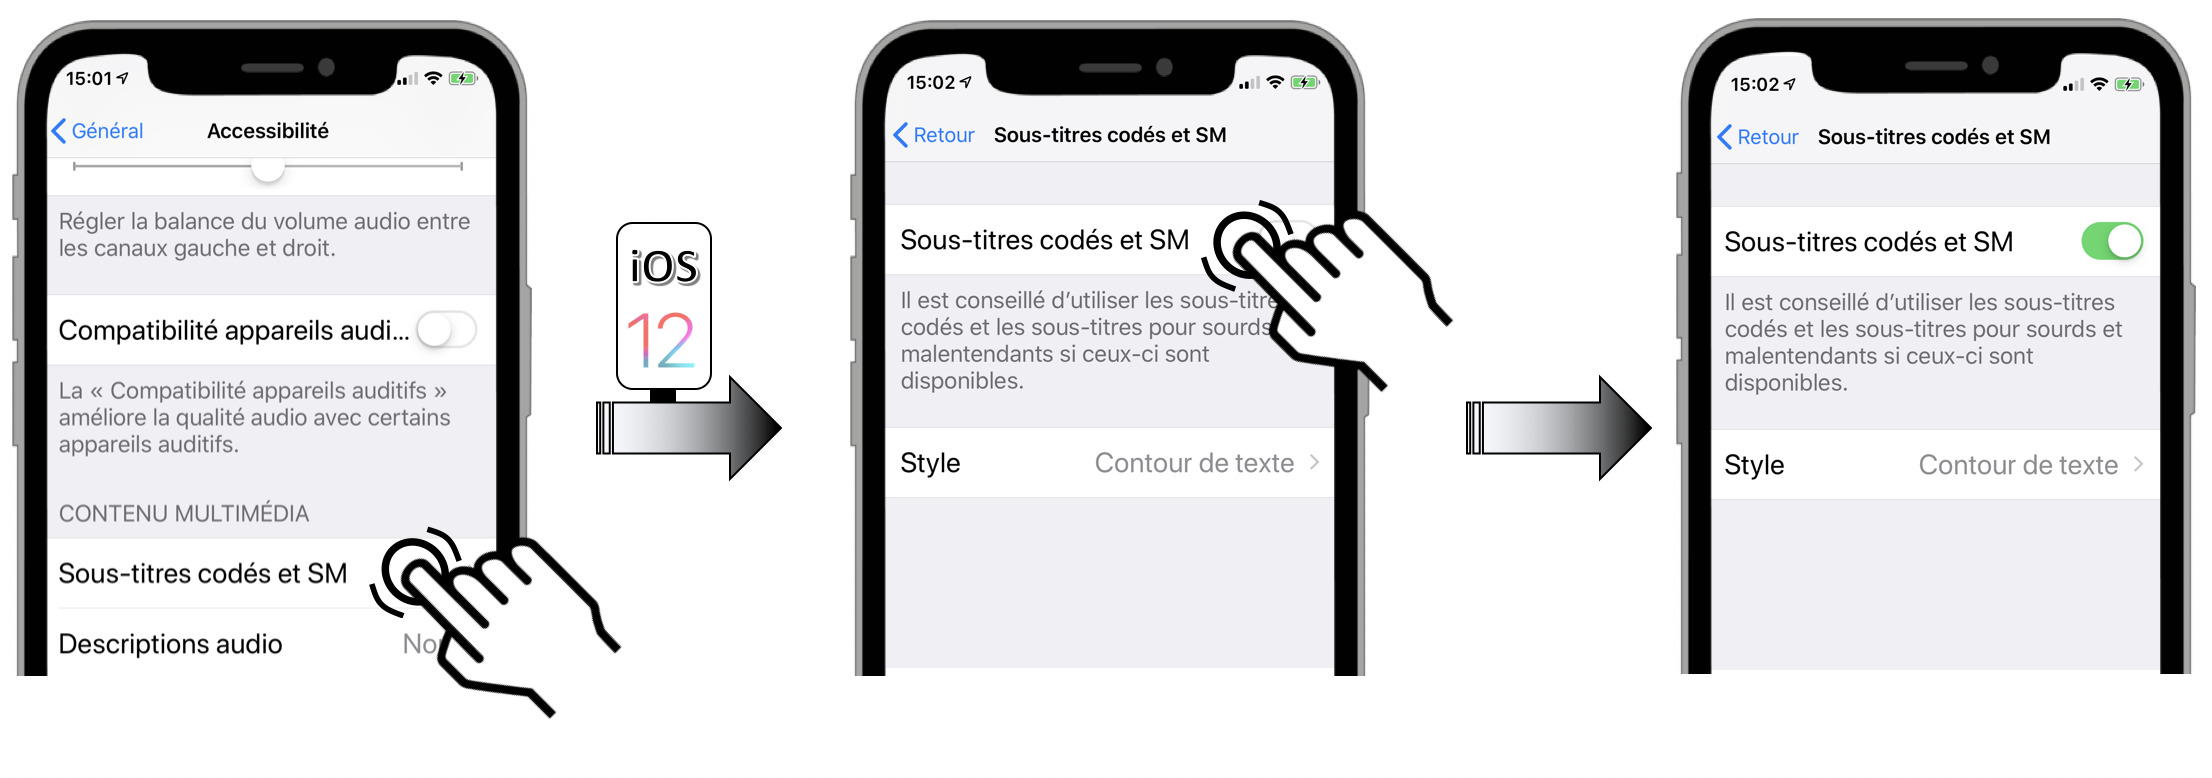 15:01
Général
Accessibilité
Régler la balance du volume audio entre
les canaux gauche et droit.
Compatibilité appareils audi...
La « Compatibilité appareils auditifs »
améliore la qualité audio avec certains
appareils auditifs.
CONTENU MULTIMÉDIA
Sous-titres codés et SM
Descriptions audio
iOS
12
15:02
Retour
Sous-titres codés et SM
Sous-titres codés et SM
Il est conseillé d’utiliser les sous-titre
codés et les sous-titres pour sourds
malentendants si ceux-ci sont
disponibles.
Style
Contour de texte
15:02
Retour
Sous-titres codés et SM
Sous-titres codés et SM
Il est conseillé d’utiliser les sous-titres
codés et les sous-titres pour sourds et
malentendants si ceux-ci sont
disponibles.
Style
Contour de texte